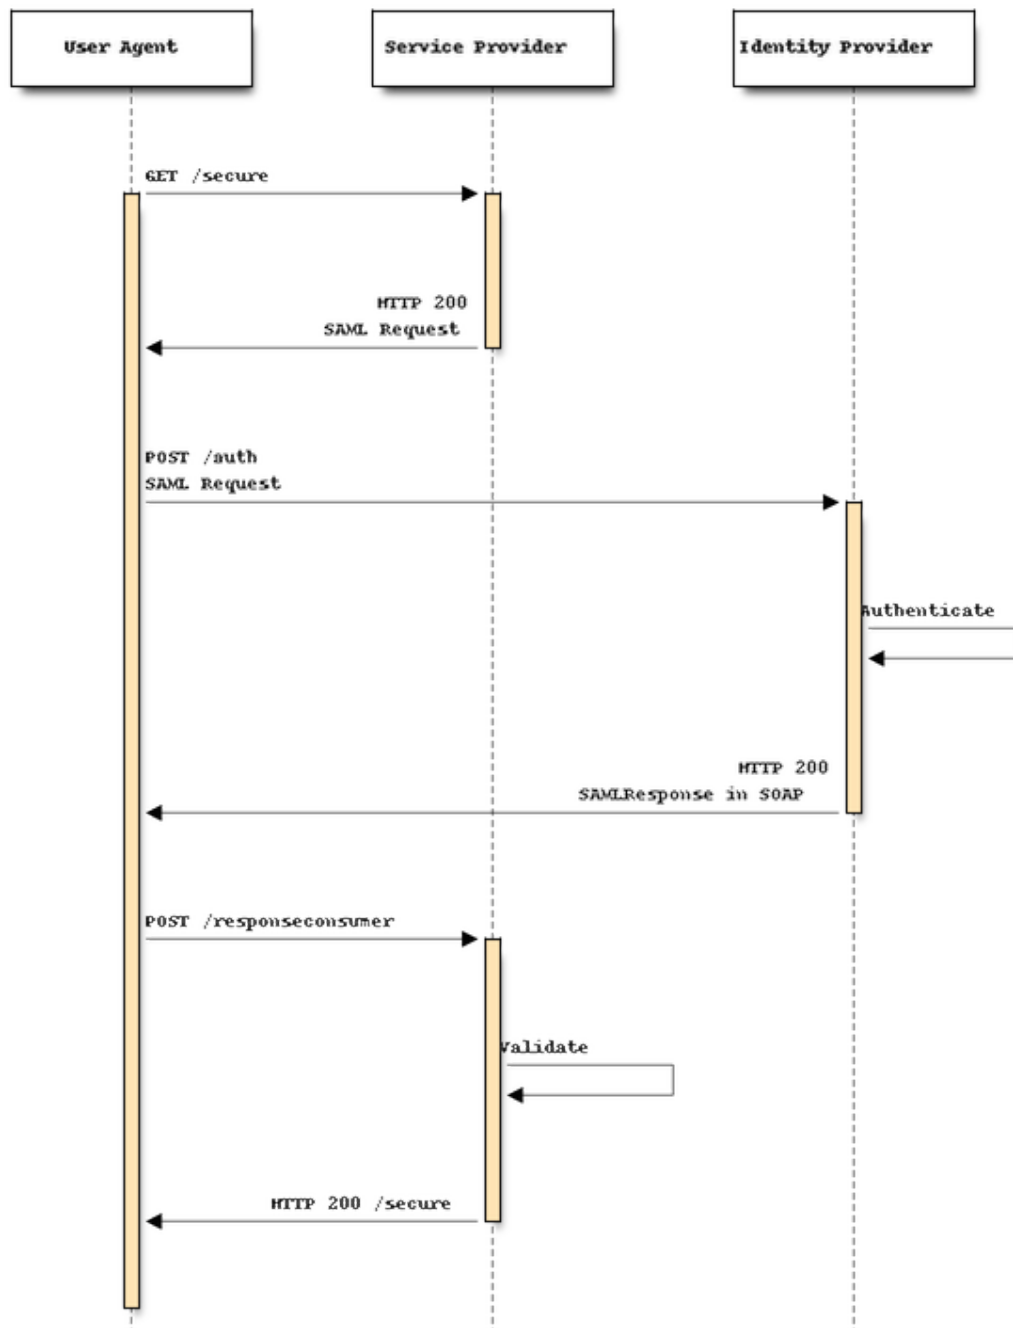 User Agent
Service Provider
Identity Provider
GET /secure
HTTP 200
SAML Request
POST /auth
SAML Request
Authenticate
HTTP 200
SAMLResponse in SOAP
POST /responseconsumer
Validate
HTTP 200 /secure